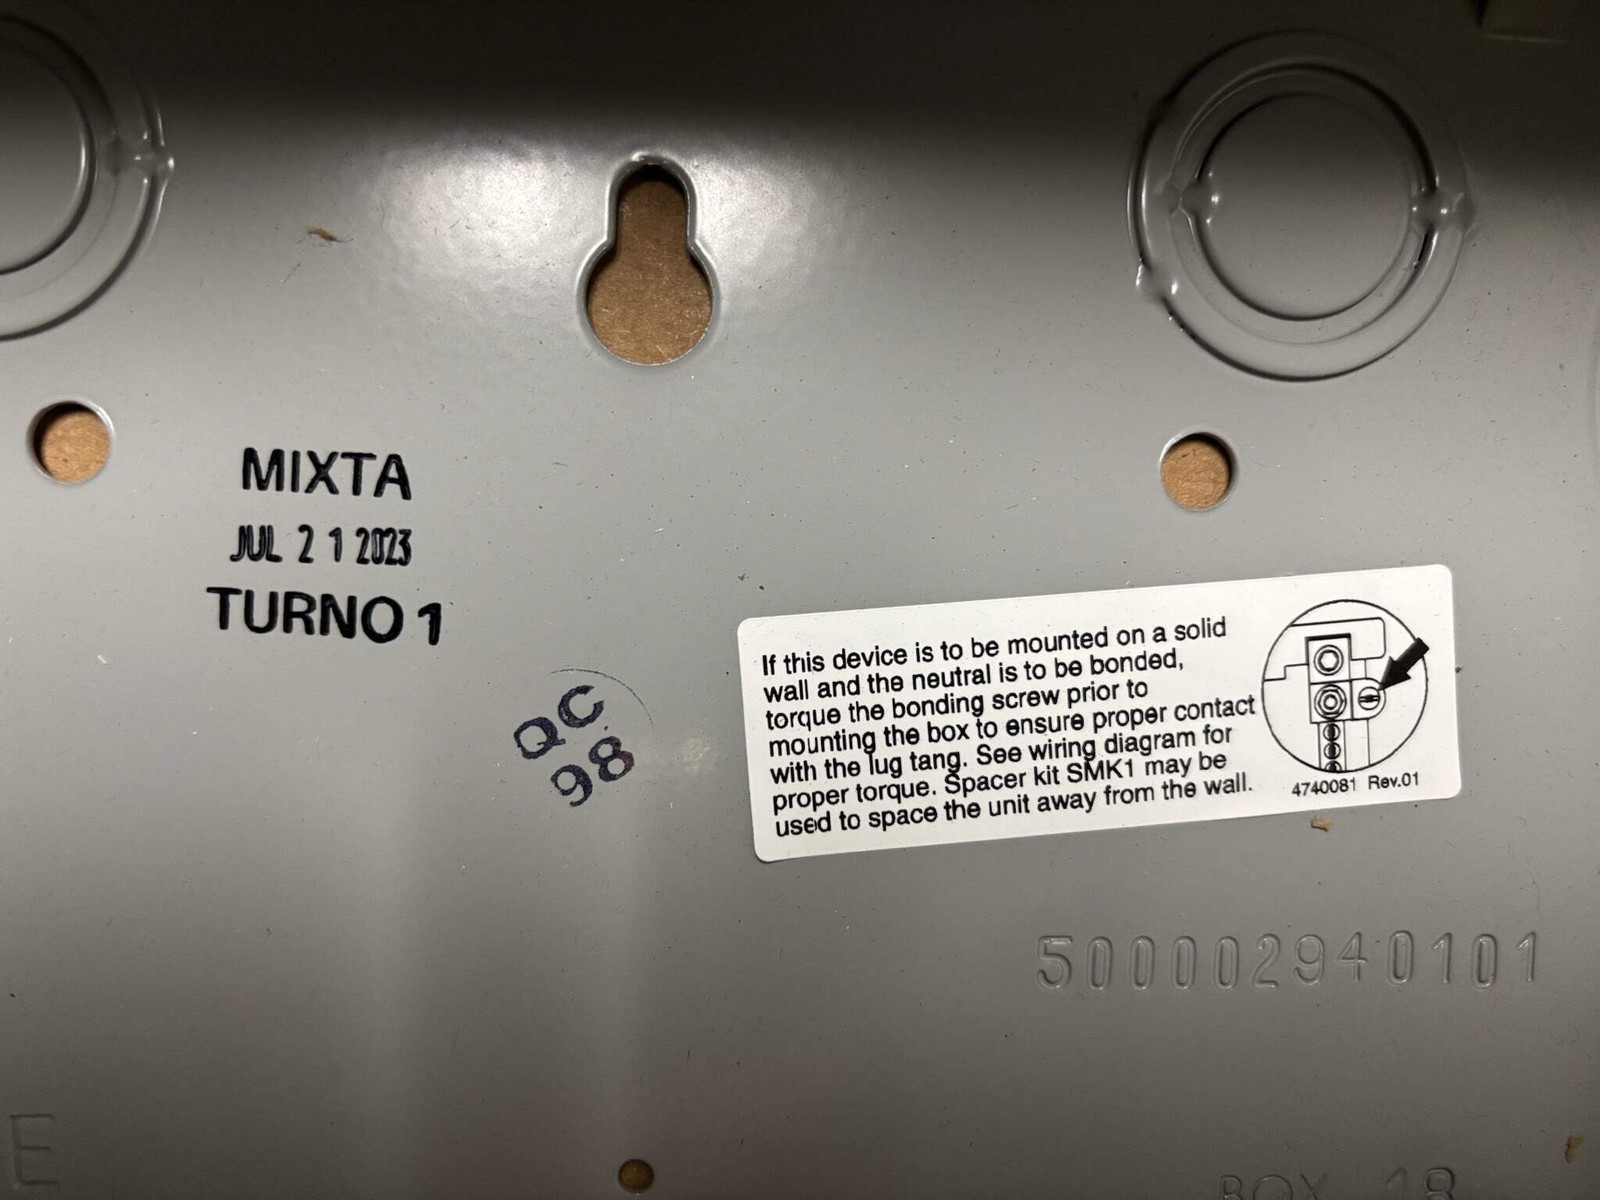 MIXTA
JUL 21 2023
TURNO 1
QC
98
If this device is to be mounted on a solid
wall and the neutral is to be bonded,
torque the bonding screw prior to
mounting the box to ensure proper contact
with the lug tang. See wiring diagram for
proper torque. Spacer kit SMK1 may be
used to space the unit away from the wall.
4740081 Rev.01
500002940101
E
BOX 18